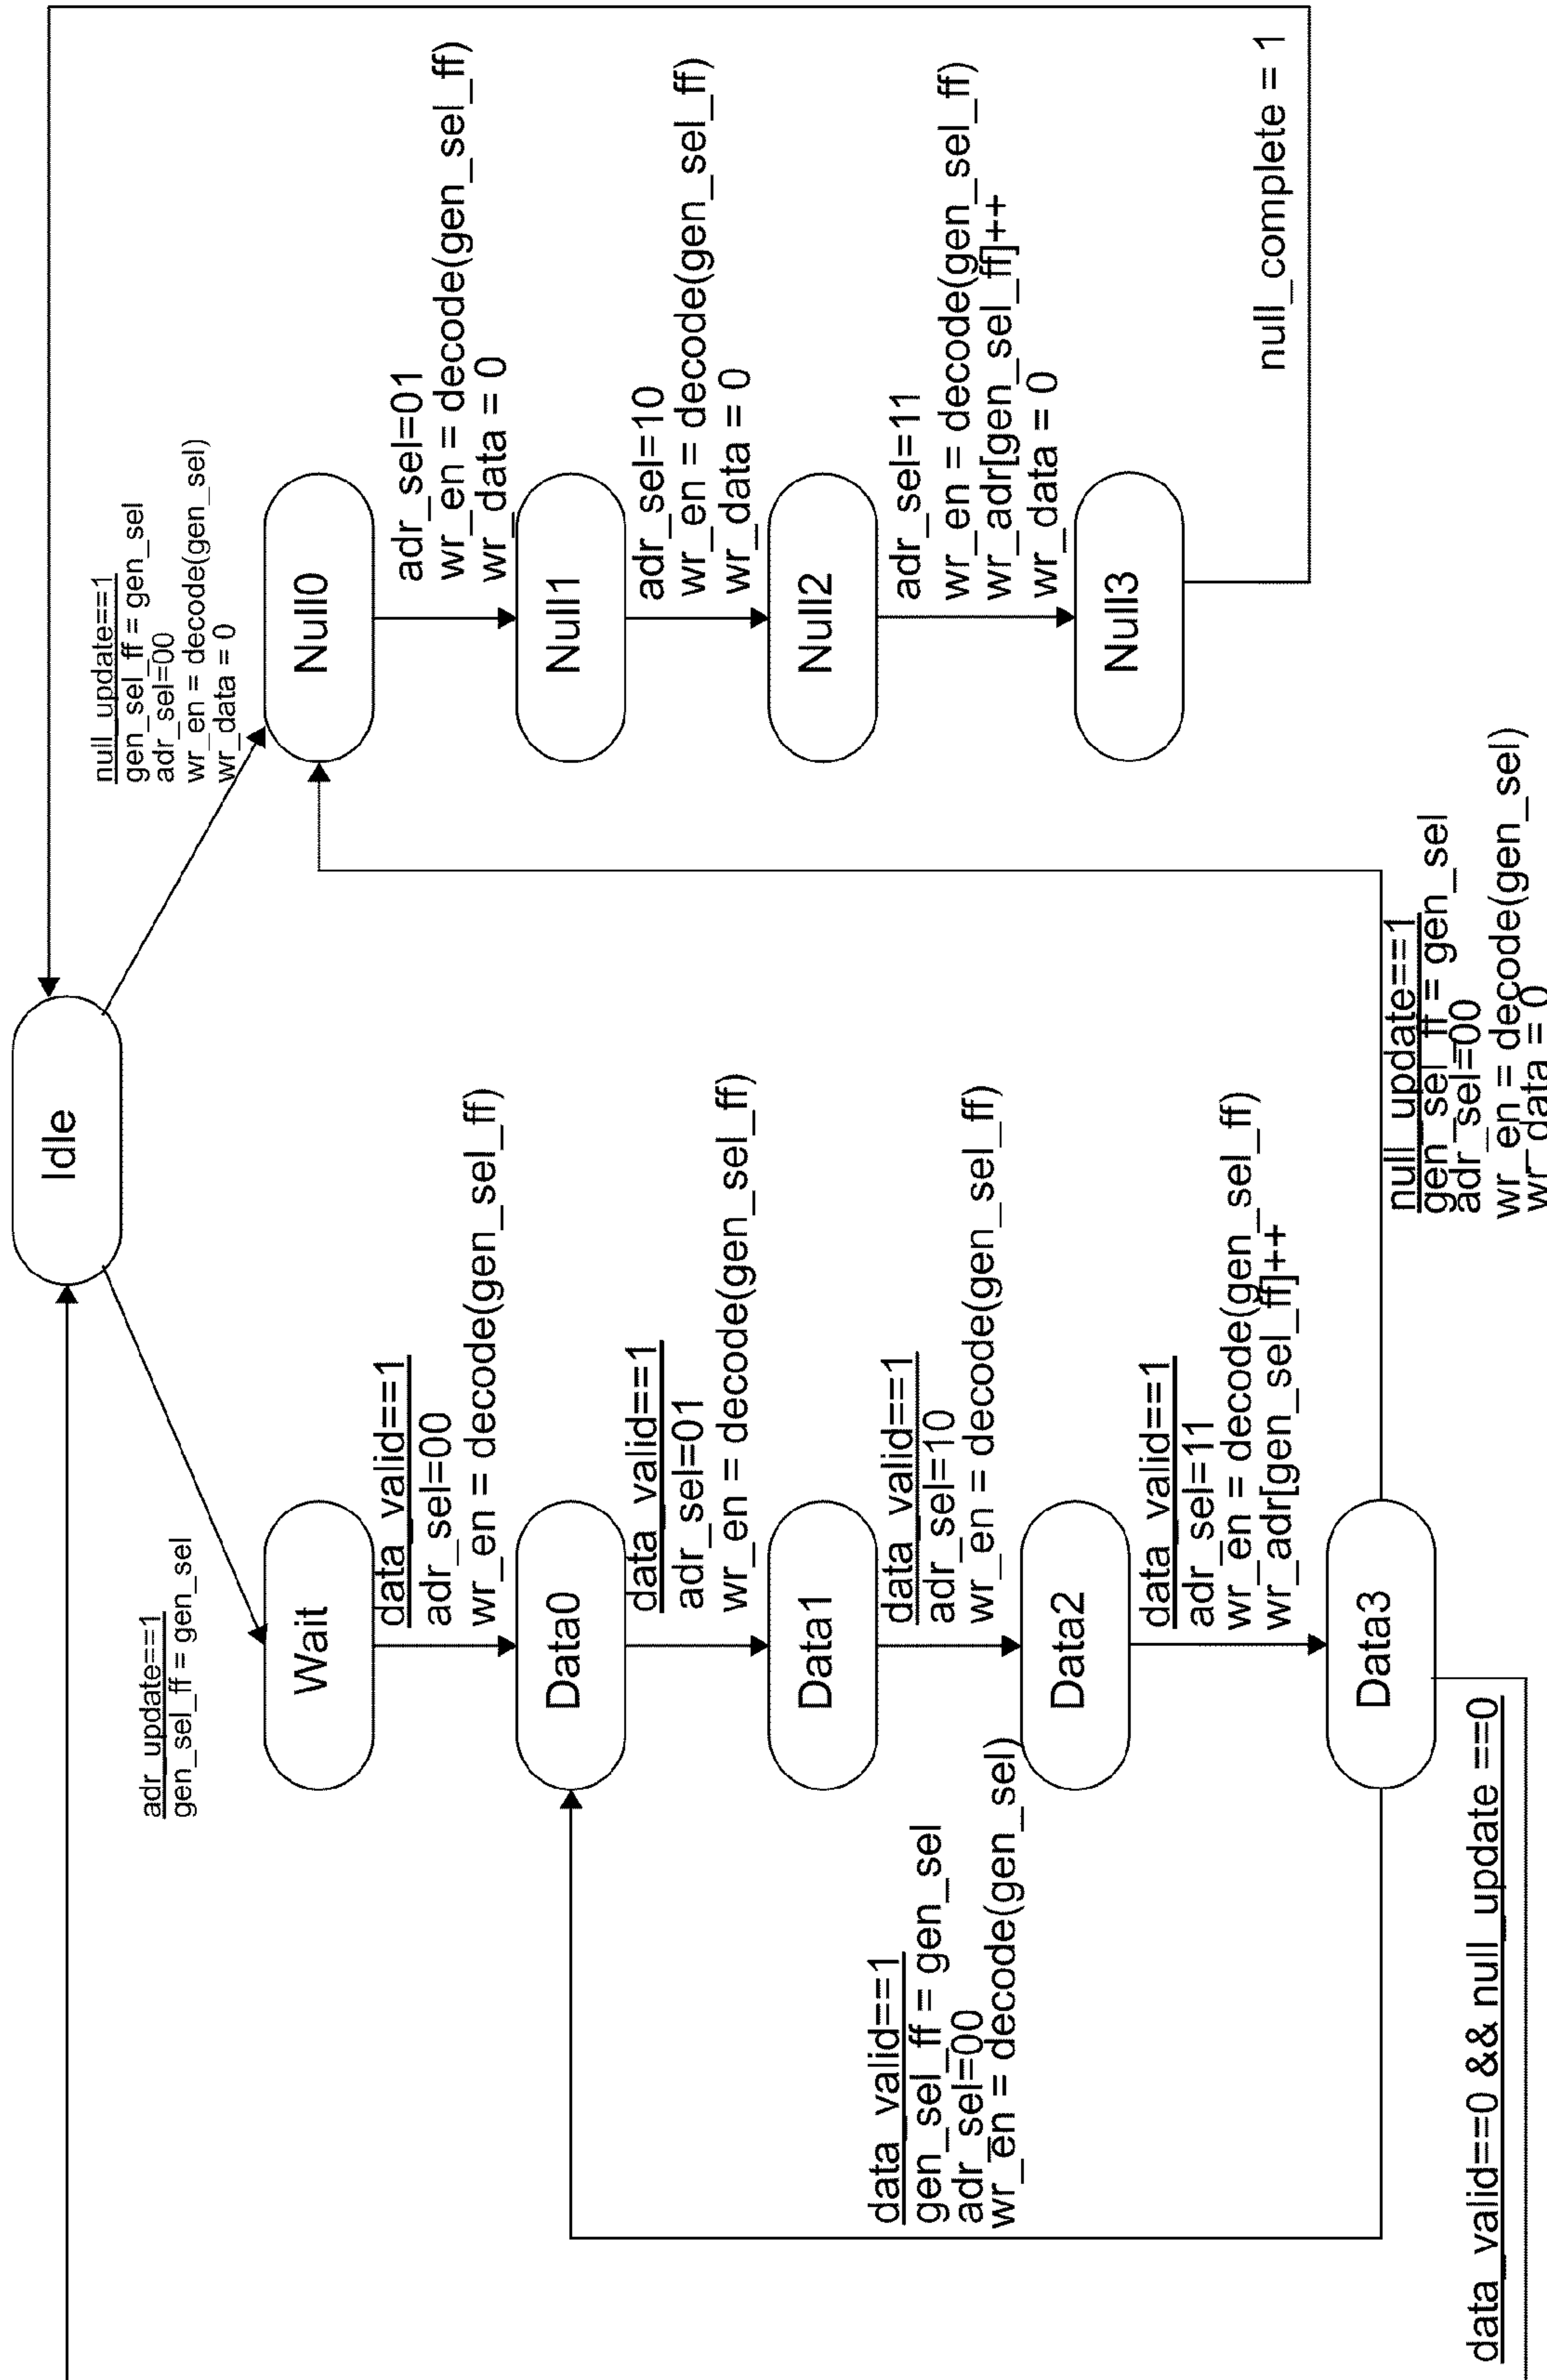 Idle
adr_update==1
gen_sel_ff = gen_sel
null_update==1
gen_sel_ff = gen_sel
adr_sel=00
wr_en = decode(gen_sel)
wr_data = 0
Wait
data_valid==1
adr_sel=00
wr_en = decode(gen_sel_ff)
Data0
data_valid==1
adr_sel=01
wr_en = decode(gen_sel_ff)
Data1
data_valid==1
adr_sel=10
wr_en = decode(gen_sel_ff)
Data2
data_valid==1
adr_sel=11
wr_en = decode(gen_sel_ff)
wr_adr[gen_sel_ff]++
Data3
data_valid==1
gen_sel_ff = gen_sel
adr_sel=00
wr_en = decode(gen_sel)
data_valid==0 && null_update ==0
null_update==1
gen_sel_ff = gen_sel
adr_sel=00
wr_en = decode(gen_sel)
wr_data = 0
Null0
adr_sel=01
wr_en = decode(gen_sel_ff)
wr_data = 0
Null1
adr_sel=10
wr_en = decode(gen_sel_ff)
wr_data = 0
Null2
adr_sel=11
wr_en = decode(gen_sel_ff)
wr_adr[gen_sel_ff]++
wr_data = 0
Null3
null_complete = 1